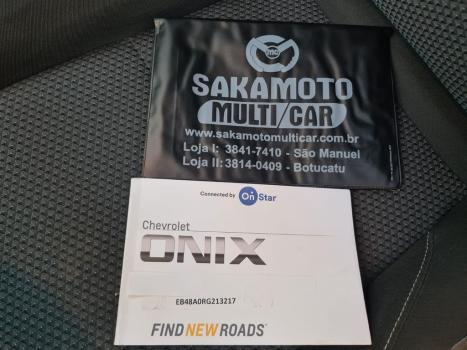 MC
SAKAMOTO
MULTI/CAR
www.sakamotomulticar.com.br
Loja I: 3841-7410 - São Manuel
Loja II: 3814-0409 - Botucatu
Connected by OnStar
Chevrolet
ONIX
EB48A0RG213217
FIND NEW ROADS